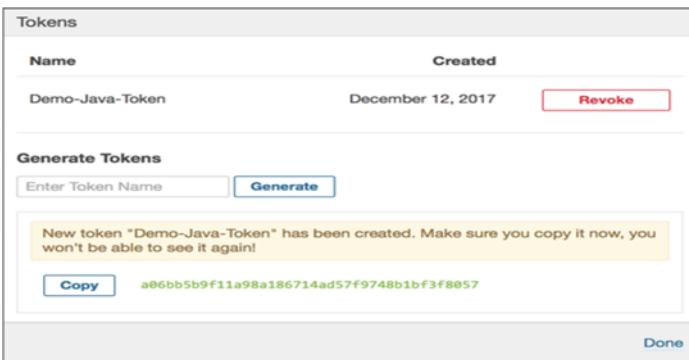 Tokens
Name Created
Demo-Java-Token December 12, 2017 Revoke
Generate Tokens
Enter Token Name Generate
New token "Demo-Java-Token" has been created. Make sure you copy it now, you
won't be able to see it again!
Copy a06bb5b9f11a98a186714ad57f9748b1bf3f8057
Done